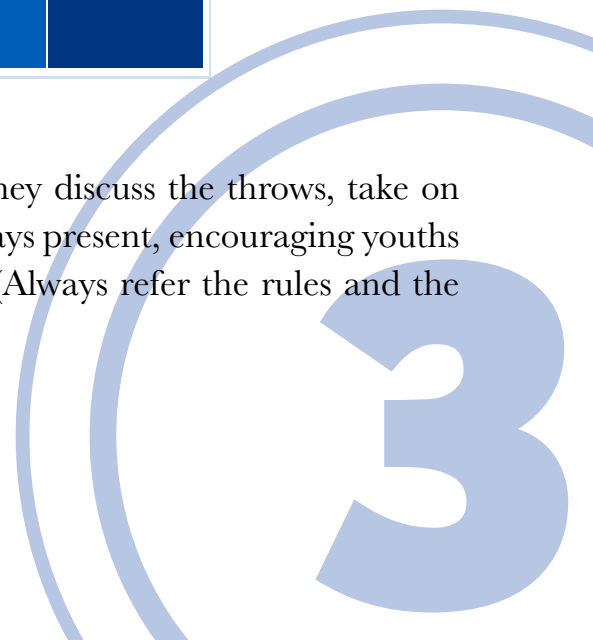 hey discuss the throws, take on
ays present, encouraging youths
(Always refer the rules and the
3